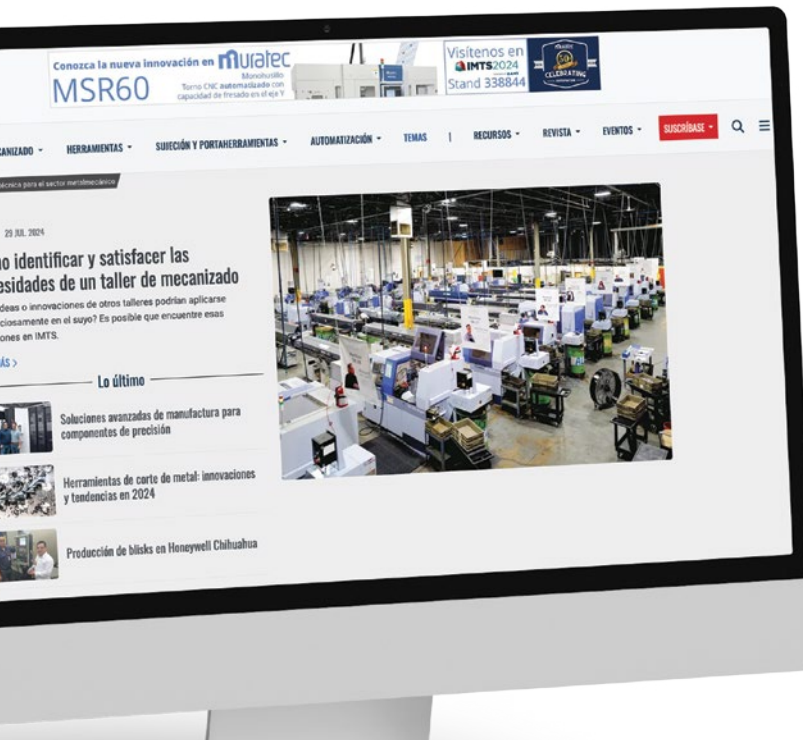 Conozca la nueva innovación en muratec
MSR60
Monohusillo
Torno CNC automatizado con
capacidad de fresado en el eje Y
Visítenos en
IMTS2024
Stand 338844
CELEBRATING
CANIZADO
HERRAMIENTAS
SUJECIÓN Y PORTAHERRAMIENTAS
AUTOMATIZACIÓN
TEMAS
|
RECURSOS
REVISTA
EVENTOS
SUSCRÍBASE
écnica para el sector metalmecánico
29 JUL. 2024
o identificar y satisfacer las
esidades de un taller de mecanizado
deas o innovaciones de otros talleres podrían aplicarse
ciosamente en el suyo? Es posible que encuentre esas
ones en IMTS.
ÁS >
Lo último
Soluciones avanzadas de manufactura para
componentes de precisión
Herramientas de corte de metal: innovaciones
y tendencias en 2024
Producción de blisks en Honeywell Chihuahua